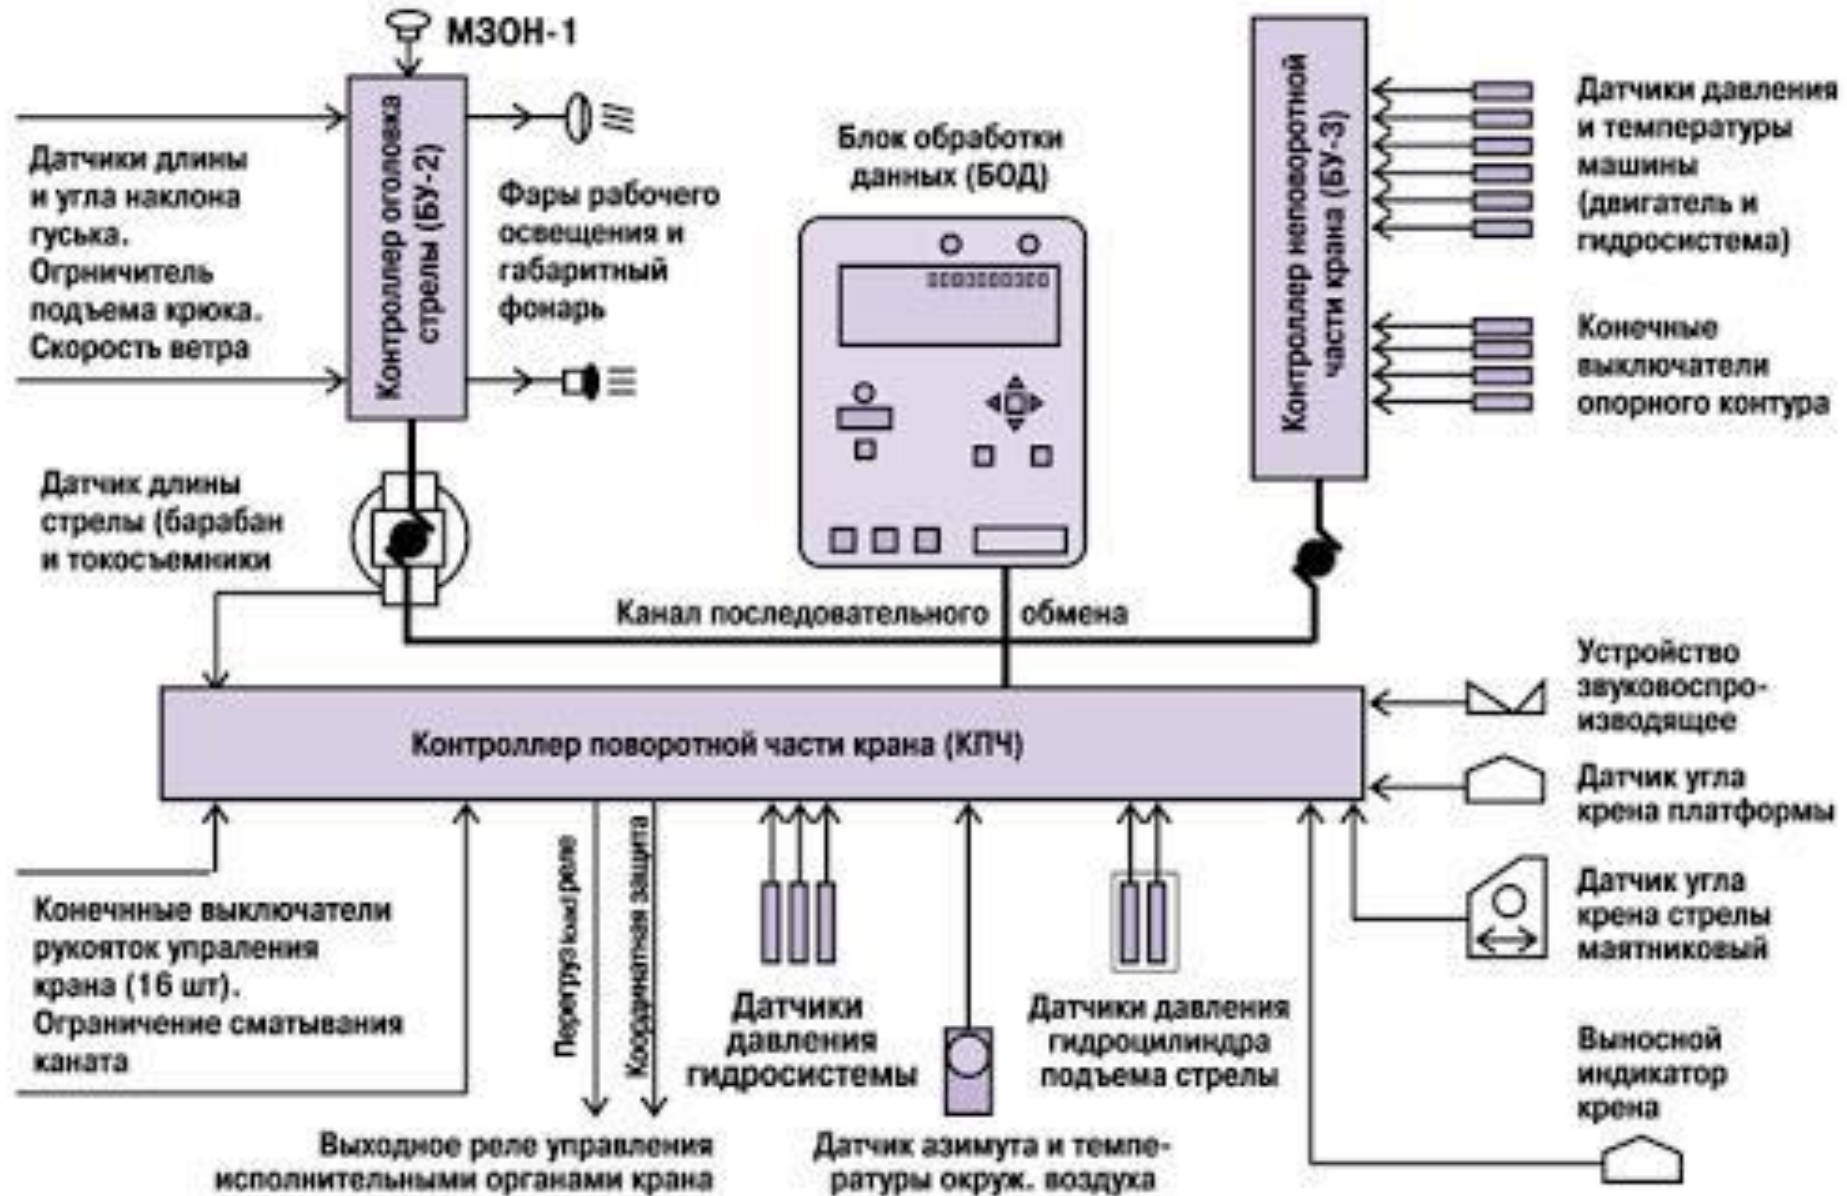 МЗОН-1
Контроллер оголовка
стрелы (БУ-2)
Датчики длины
и угла наклона
гуська.
Огрничитель
подъема крюка.
Скорость ветра
Фары рабочего
освещения и
габаритный
фонарь
Блок обработки
данных (БОД)
Контроллер неповоротной
части крана (БУ-3)
Датчики давления
и температуры
машины
(двигатель и
гидросистема)
Конечные
выключатели
опорного контура
Датчик длины
стрелы (барабан
и токосъемники
Канал последовательного обмена
Контроллер поворотной части крана (КПЧ)
Устройство
звуковоспро-
изводящее
Датчик угла
крена платформы
Датчик угла
крена стрелы
маятниковый
Выносной
индикатор
крена
Конечнные выключатели
рукояток упраления
крана (16 шт).
Ограничение сматывания
каната
Перегруз реле
Координатная защита
Выходное реле управления
исполнительными органами крана
Датчики
давления
гидросистемы
Датчик азимута и темпе-
ратуры окруж. воздуха
Датчики давления
гидроцилиндра
подъема стрелы